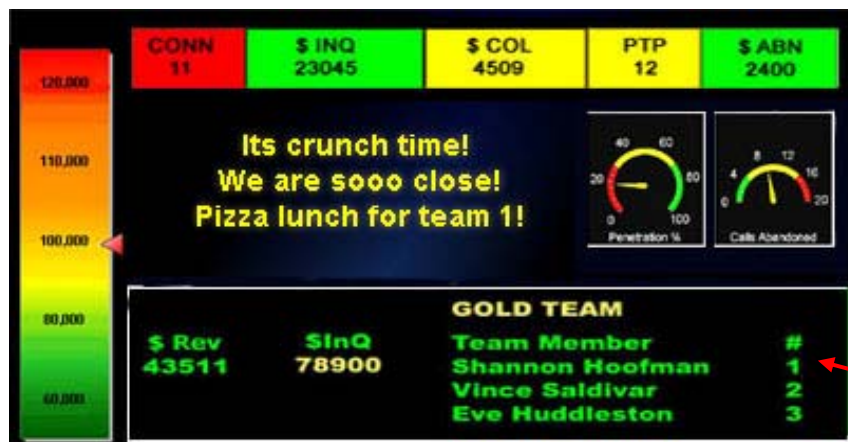 CONN $ INQ $ COL PTP $ ABN
11 23045 4509 12 2400
120,000
110,000
100,000
80,000
60,000
Its crunch time!
We are sooo close!
Pizza lunch for team 1!
40 60
20 80
0 100
Penetration %
8 12
4 16
0 20
Calls Abandoned
GOLD TEAM
$ Rev $InQ Team Member #
43511 78900 Shannon Hoofman 1
Vince Saldivar 2
Eve Huddleston 3